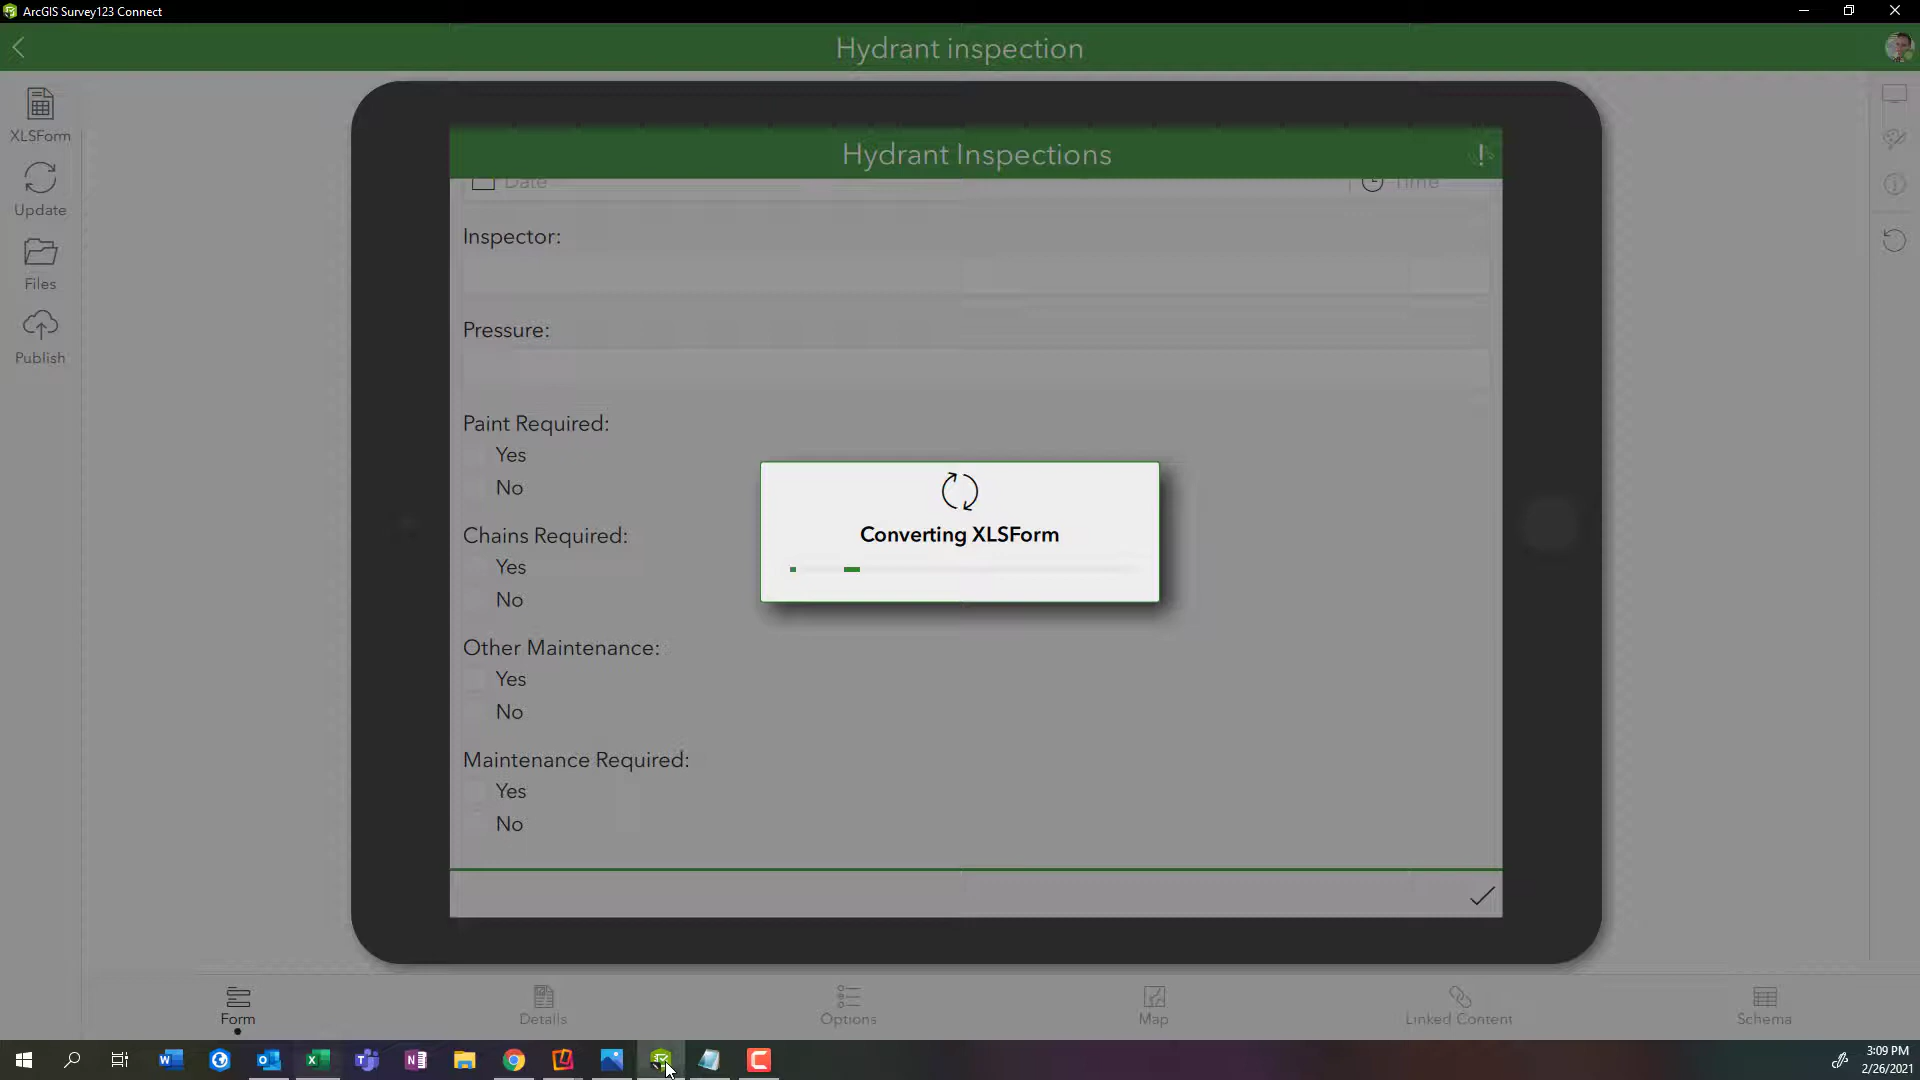 ArcGIS Survey123 Connect
Hydrant inspection
XLSForm
Update
Files
Publish
Hydrant Inspections
Date
Time
Inspector:
Pressure:
Paint Required:
Yes
No
Chains Required:
Yes
No
Other Maintenance:
Yes
No
Maintenance Required:
Yes
No
Converting XLSForm
Form
Details
Options
Map
Linked Content
Schema
3:09 PM
2/26/2021